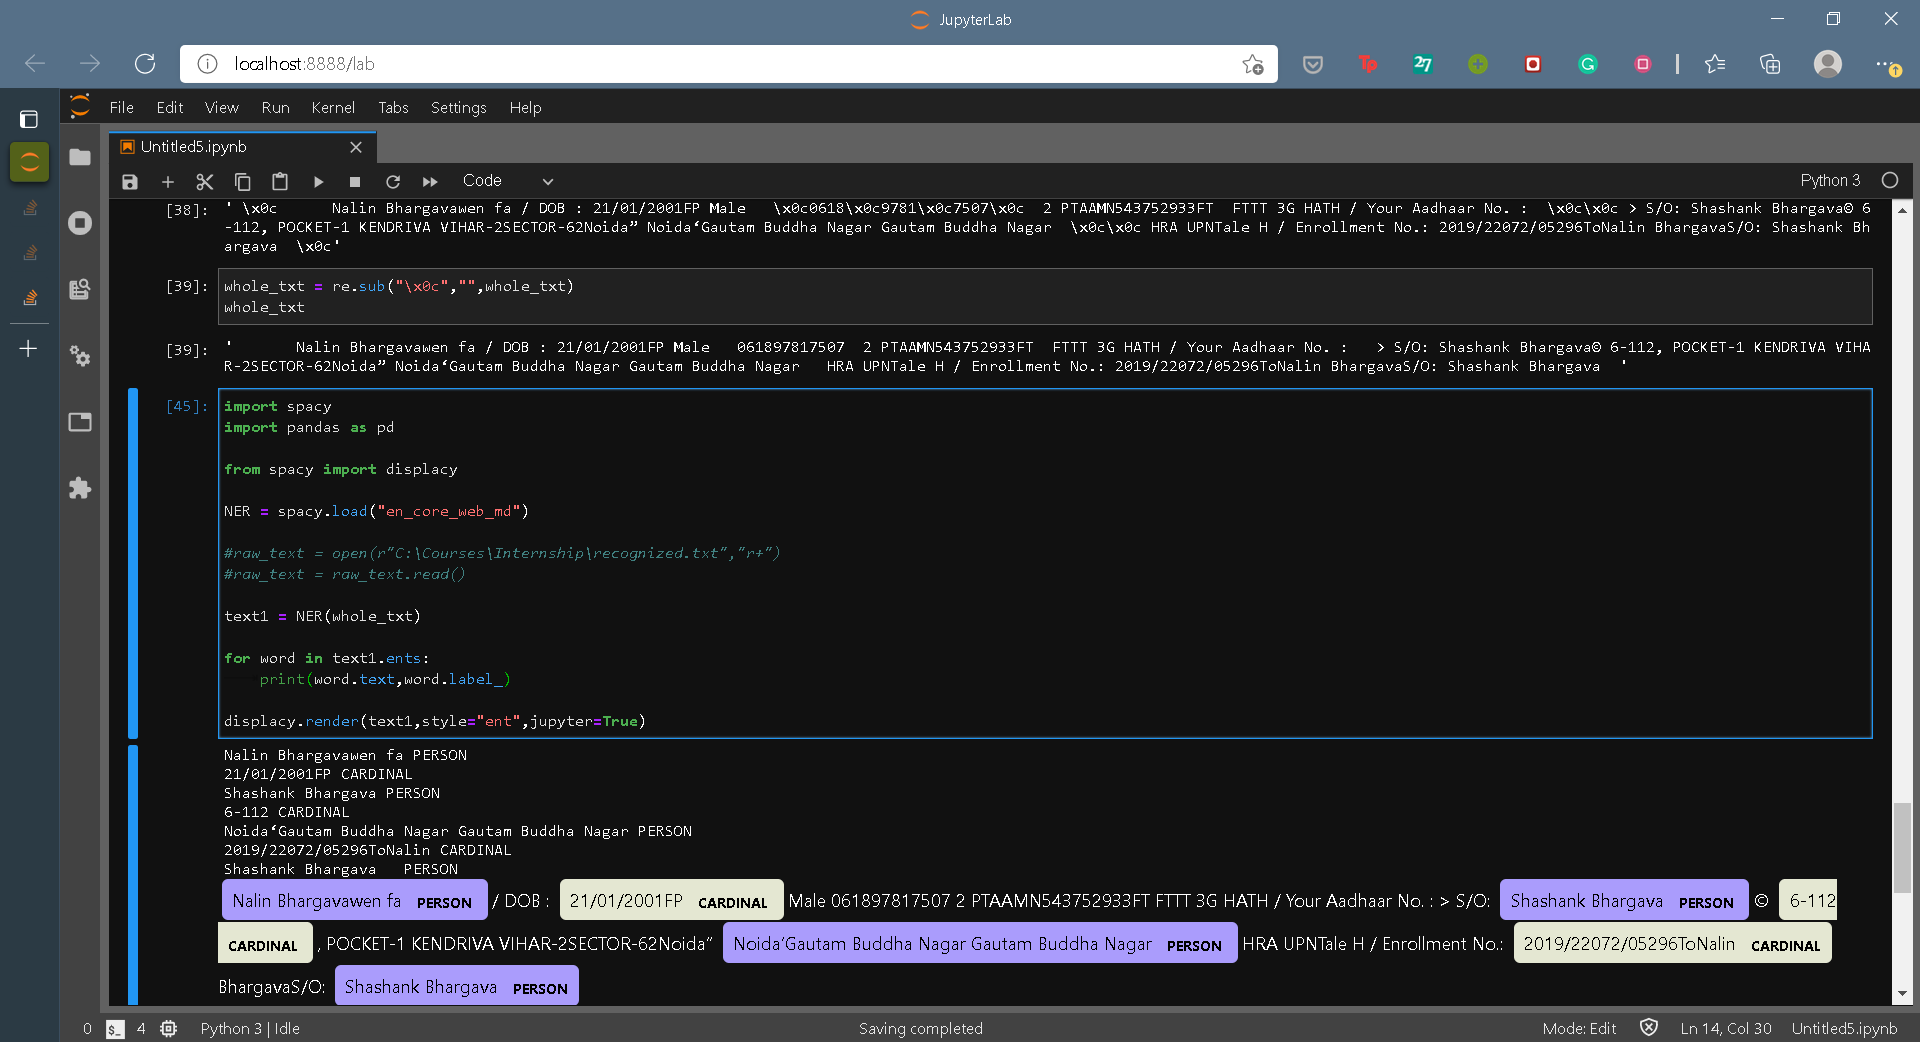 JupyterLab
localhost:8888/lab
File Edit View Run Kernel Tabs Settings Help
Untitled5.ipynb
Code
Python 3
[38]: ' \x0c      Nalin Bhargavawen fa / DOB : 21/01/2001FP Male   \x0c0618\x0c9781\x0c7507\x0c  2 PTAAMN543752933FT  FTTT 3G HATH / Your Aadhaar No. :  \x0c\x0c > S/O: Shashank Bhargava© 6
-112, POCKET-1 KENDRIVA VIHAR-2SECTOR-62Noida” Noida‘Gautam Buddha Nagar Gautam Buddha Nagar  \x0c\x0c HRA UPNTale H / Enrollment No.: 2019/22072/05296ToNalin BhargavaS/O: Shashank Bh
argava  \x0c'
[39]: whole_txt = re.sub("\x0c","",whole_txt)
whole_txt
[39]: '       Nalin Bhargavawen fa / DOB : 21/01/2001FP Male   061897817507  2 PTAAMN543752933FT  FTTT 3G HATH / Your Aadhaar No. :   > S/O: Shashank Bhargava© 6-112, POCKET-1 KENDRIVA VIHA
R-2SECTOR-62Noida” Noida‘Gautam Buddha Nagar Gautam Buddha Nagar   HRA UPNTale H / Enrollment No.: 2019/22072/05296ToNalin BhargavaS/O: Shashank Bhargava  '
[45]: import spacy
import pandas as pd
from spacy import displacy
NER = spacy.load("en_core_web_md")
#raw_text = open(r"C:\Courses\Internship\recognized.txt","r+")
#raw_text = raw_text.read()
text1 = NER(whole_txt)
for word in text1.ents:
    print(word.text,word.label_)
displacy.render(text1,style="ent",jupyter=True)
Nalin Bhargavawen fa PERSON
21/01/2001FP CARDINAL
Shashank Bhargava PERSON
6-112 CARDINAL
Noida‘Gautam Buddha Nagar Gautam Buddha Nagar PERSON
2019/22072/05296ToNalin CARDINAL
Shashank Bhargava   PERSON
Nalin Bhargavawen fa PERSON / DOB : 21/01/2001FP CARDINAL Male 061897817507 2 PTAAMN543752933FT FTTT 3G HATH / Your Aadhaar No. : > S/O: Shashank Bhargava PERSON © 6-112
CARDINAL , POCKET-1 KENDRIVA VIHAR-2SECTOR-62Noida” Noida‘Gautam Buddha Nagar Gautam Buddha Nagar PERSON HRA UPNTale H / Enrollment No.: 2019/22072/05296ToNalin CARDINAL
BhargavaS/O: Shashank Bhargava PERSON
0 $_ 4 Python 3 | Idle Saving completed Mode: Edit Ln 14, Col 30 Untitled5.ipynb